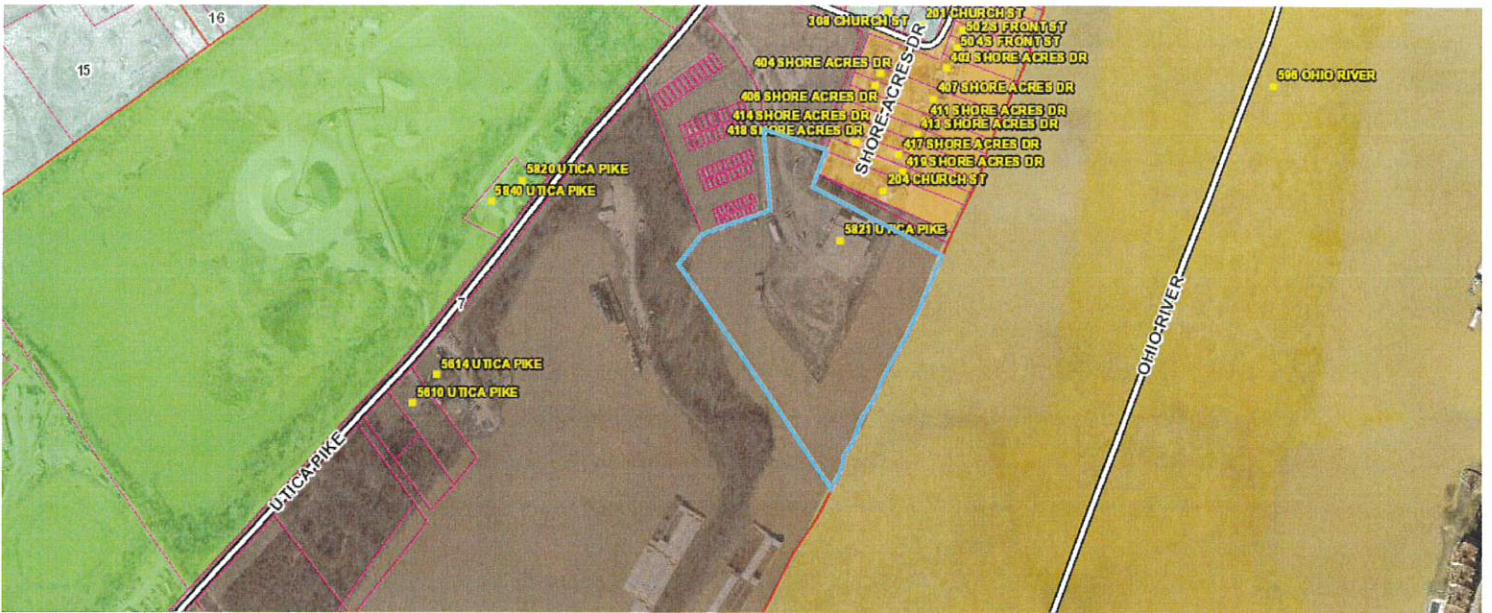 16
15
308 CHURCH ST
201 CHURCH ST
502 S FRONT ST
504 S FRONT ST
403 SHORE ACRES DR
404 SHORE ACRES DR
SHORE-ACRES-DR
406 SHORE ACRES DR
407 SHORE ACRES DR
414 SHORE ACRES DR
411 SHORE ACRES DR
418 SHORE ACRES DR
413 SHORE ACRES DR
417 SHORE ACRES DR
419 SHORE ACRES DR
204 CHURCH ST
596 OHIO RIVER
5820 UTICA PIKE
5840 UTICA PIKE
5821 UTICA PIKE
7
OHIO-RIVER
5614 UTICA PIKE
5610 UTICA PIKE
UTICA-PIKE